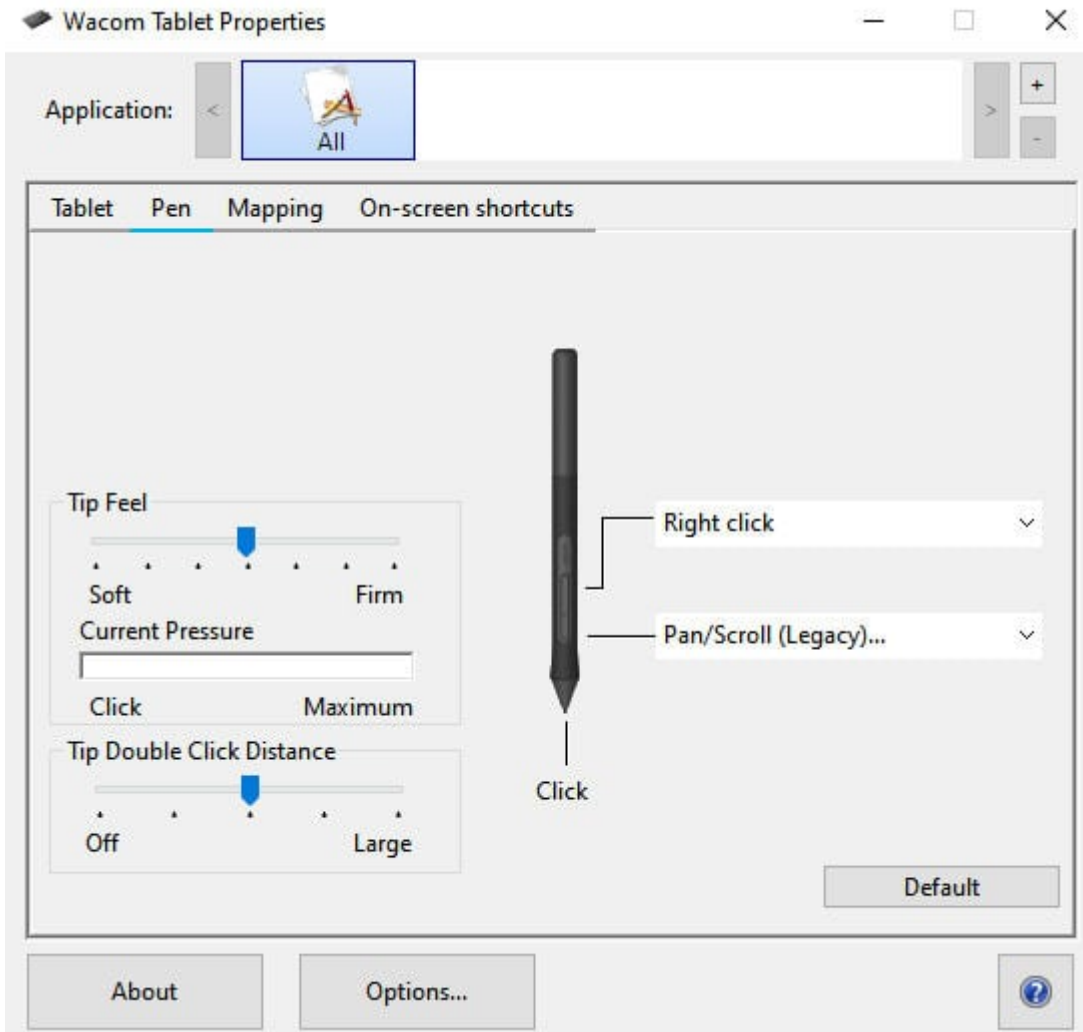 Wacom Tablet Properties
Application:
<
All
>
+
-
Tablet Pen Mapping On-screen shortcuts
Tip Feel
Soft Firm
Current Pressure
Click Maximum
Tip Double Click Distance
Off Large
Right click
Pan/Scroll (Legacy)...
Click
Default
About Options... ?